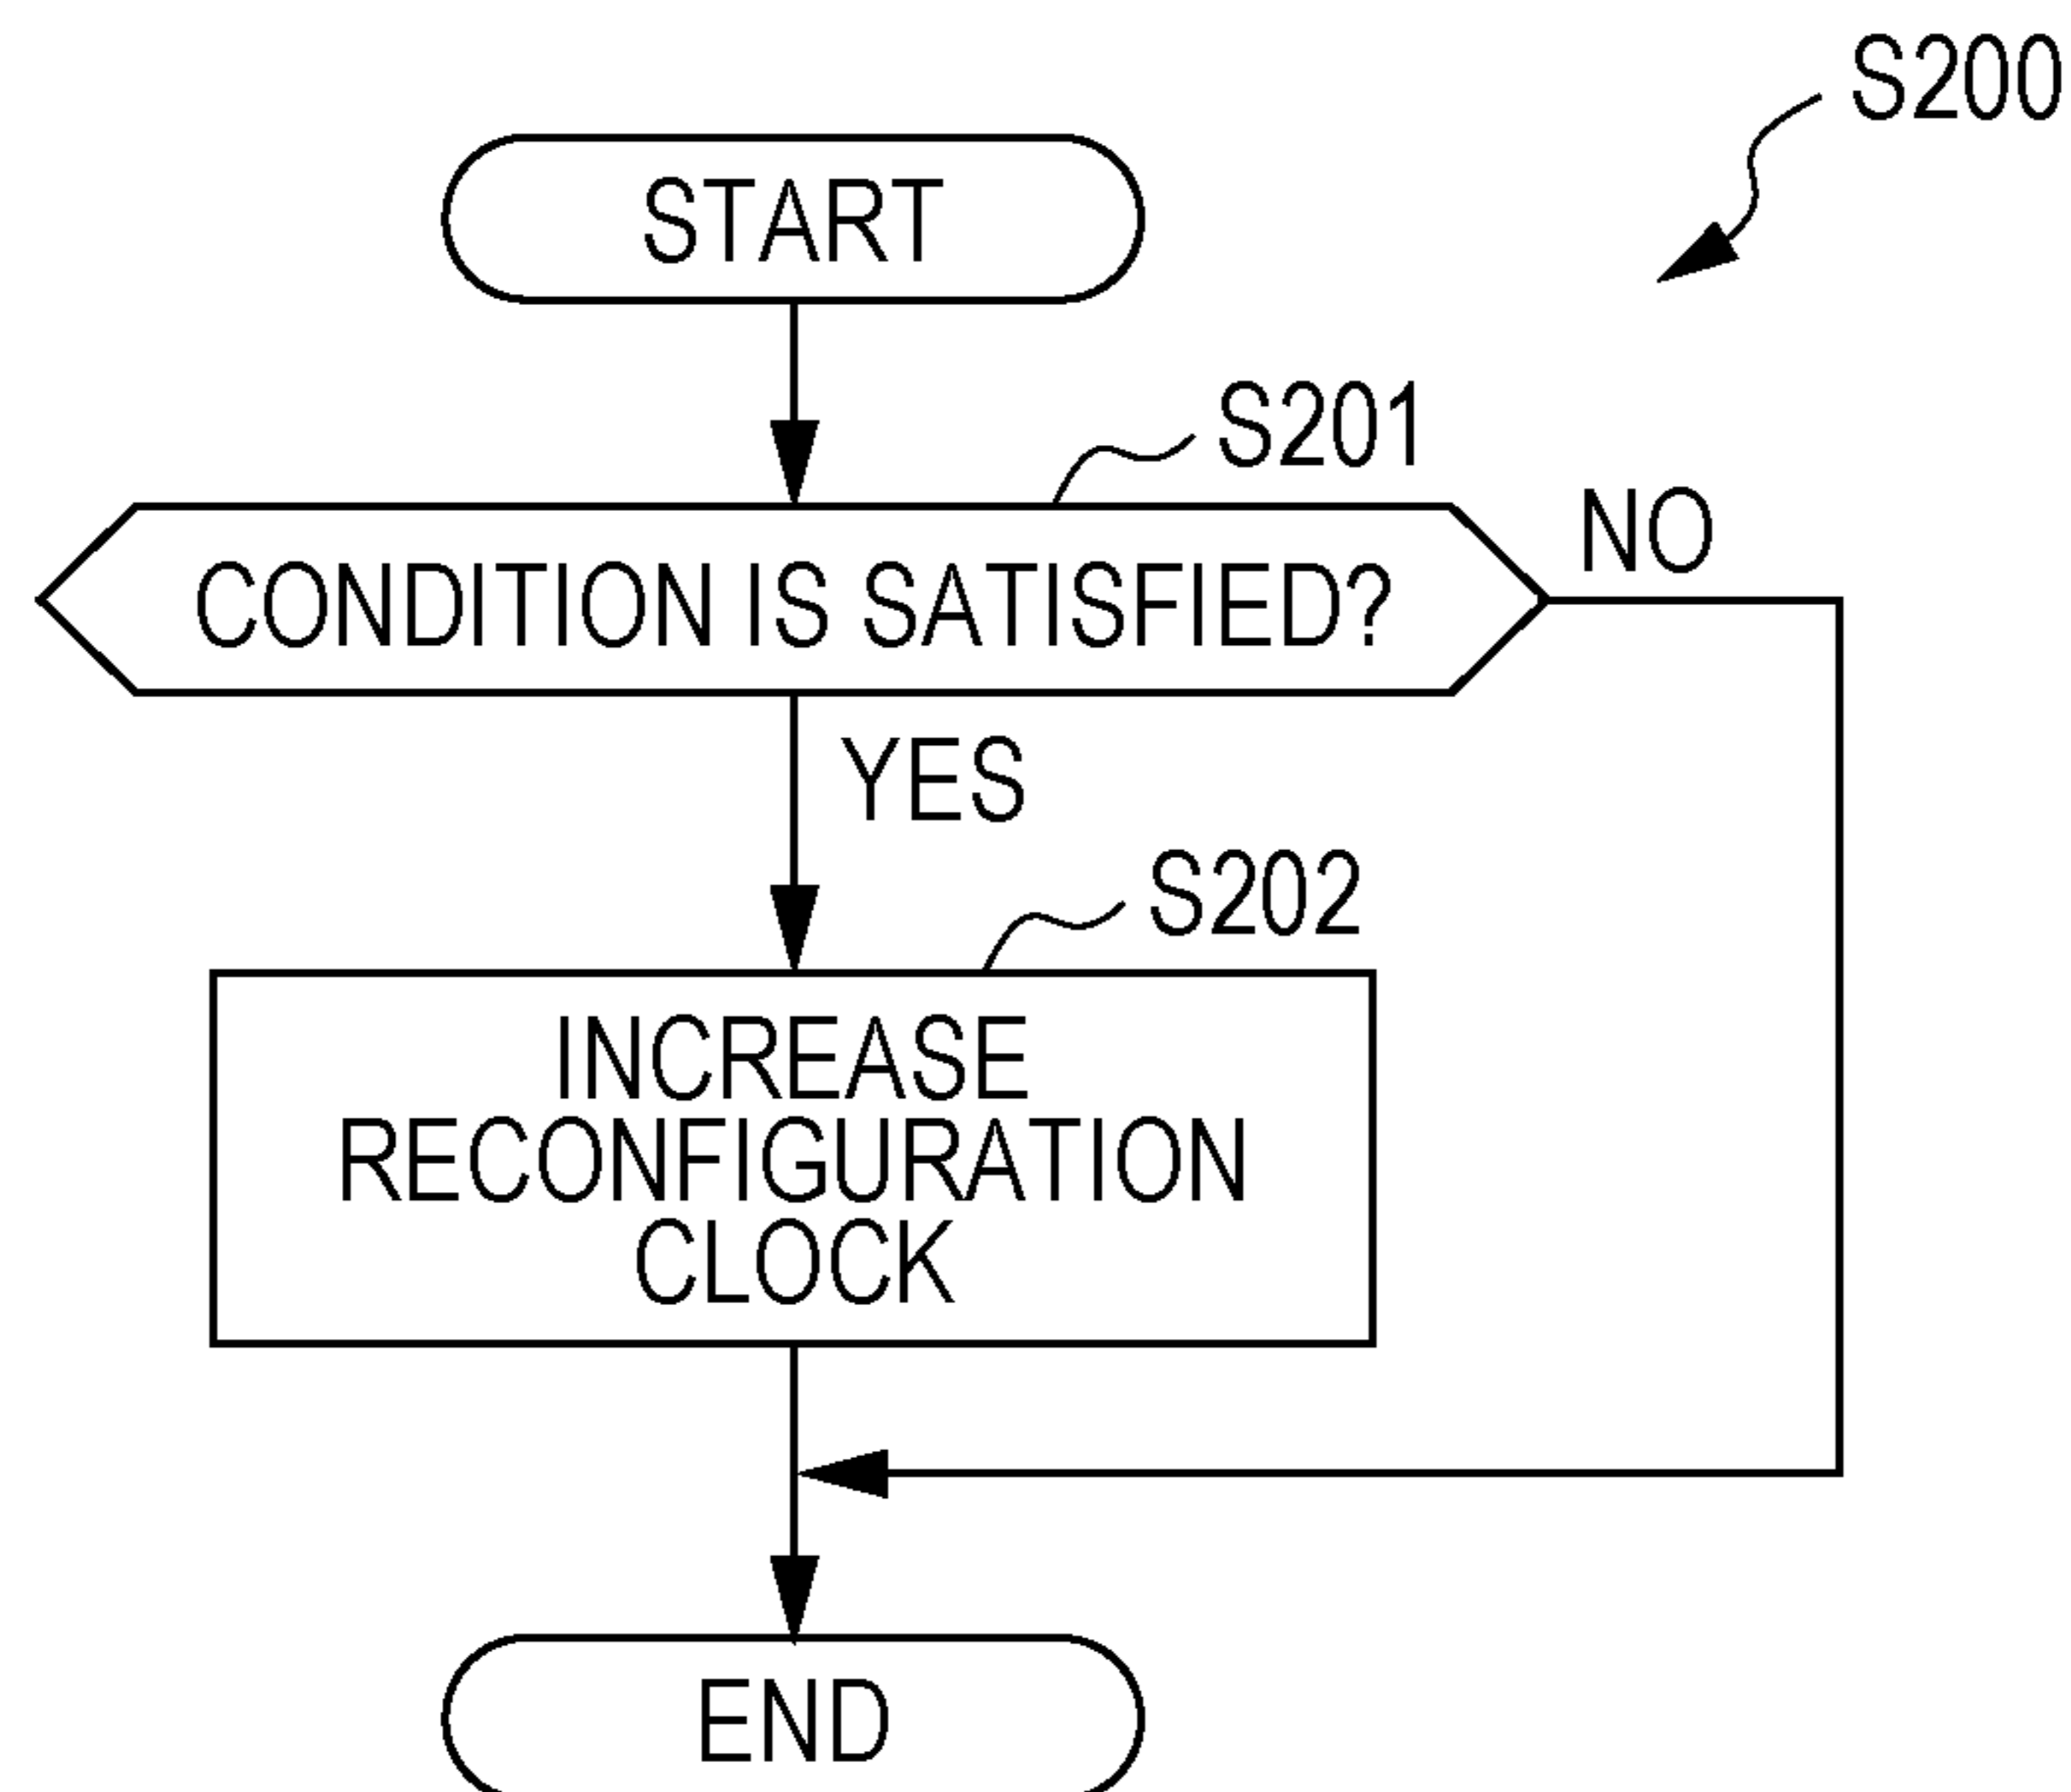 S200
START
S201
CONDITION IS SATISFIED?
NO
YES
S202
INCREASE
RECONFIGURATION
CLOCK
END